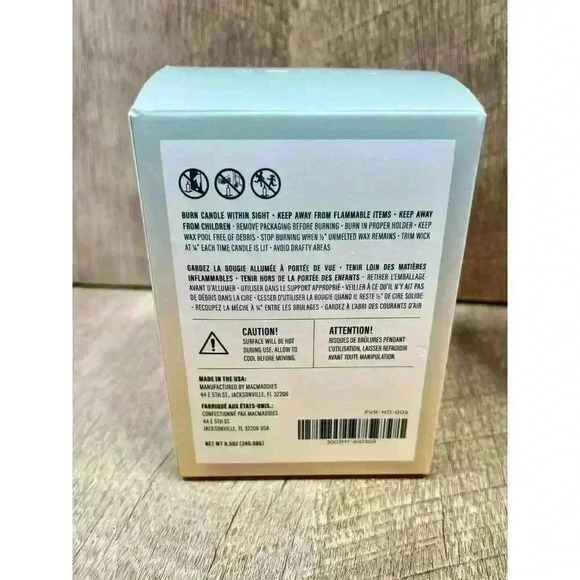 BURN CANDLE WITHIN SIGHT • KEEP AWAY FROM FLAMMABLE ITEMS • KEEP AWAY
FROM CHILDREN • REMOVE PACKAGING BEFORE BURNING • BURN IN PROPER HOLDER • KEEP
WAX POOL FREE OF DEBRIS • STOP BURNING WHEN ½" UNMELTED WAX REMAINS • TRIM WICK
AT ¼" EACH TIME CANDLE IS LIT • AVOID DRAFTY AREAS
GARDEZ LA BOUGIE ALLUMÉE À PORTÉE DE VUE • TENIR LOIN DES MATIÈRES
INFLAMMABLES • TENIR HORS DE LA PORTÉE DES ENFANTS • RETIRER L'EMBALLAGE
AVANT D'ALLUMER • UTILISER DANS LE SUPPORT APPROPRIÉ • VEILLER À CE QU'IL N'Y AIT PAS
DE DÉBRIS DANS LA CIRE • CESSER D'UTILISER LA BOUGIE QUAND IL RESTE ½" DE CIRE SOLIDE
• RECOUPEZ LA MÈCHE À ¼" ENTRE LES BRULAGES • GARDEZ À L'ABRI DES COURANTS D'AIR
CAUTION!
SURFACE WILL BE HOT
DURING USE, ALLOW TO
COOL BEFORE MOVING.
ATTENTION!
RISQUES DE BRÛLURES PENDANT
L'UTILISATION, LAISSER REFROIDIR
AVANT TOUTE MANIPULATION.
MADE IN THE USA:
MANUFACTURED BY MACMADDIES
44 E 5TH ST, JACKSONVILLE, FL 32206
FABRIQUÉ AUX ÉTATS-UNIS.:
CONFECTIONNÉ PAR MACMADDIES
44 E 5TH ST,
JACKSONVILLE, FL 32206 USA
NET WT 8.5OZ (240.98G)
PVR-NO-006